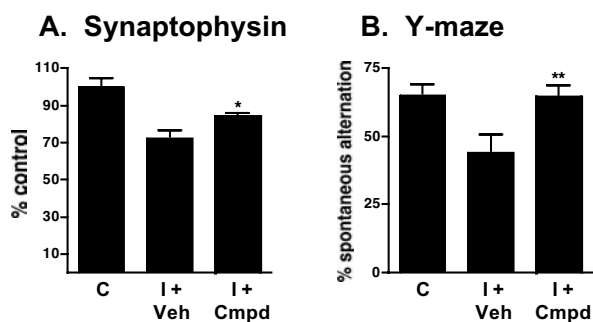 A. Synaptophysin
% control
110
90
70
50
30
10
*
C
I +
Veh
I +
Cmpd
B. Y-maze
% spontaneous alternation
75
50
25
0
**
C
I +
Veh
I +
Cmpd